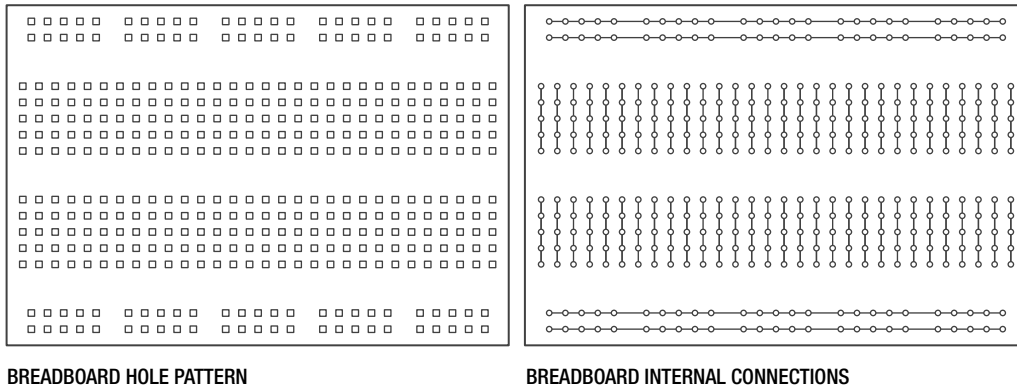 BREADBOARD HOLE PATTERN
BREADBOARD INTERNAL CONNECTIONS